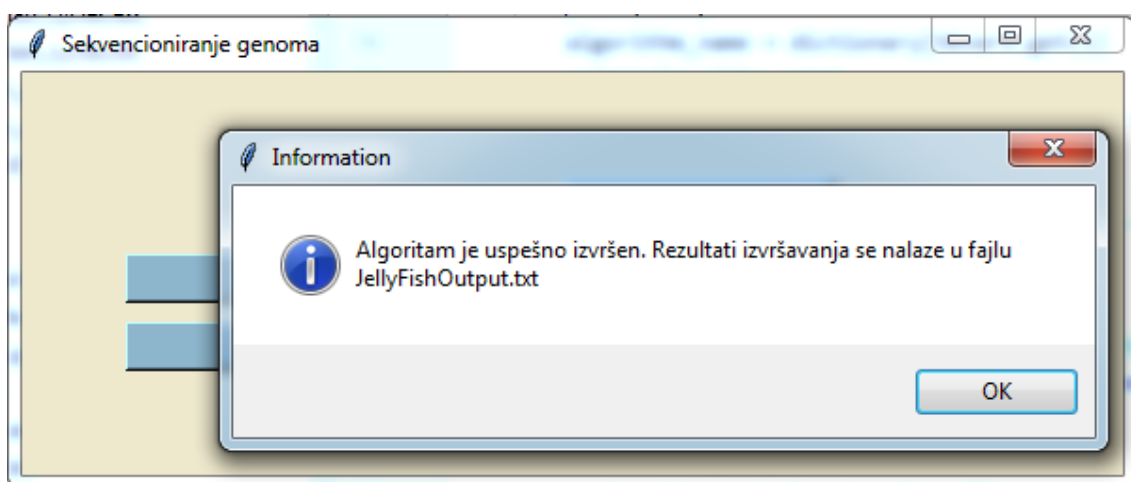 Sekvencioniranje genoma
Information
Algoritam je uspešno izvršen. Rezultati izvršavanja se nalaze u fajlu
JellyFishOutput.txt
OK